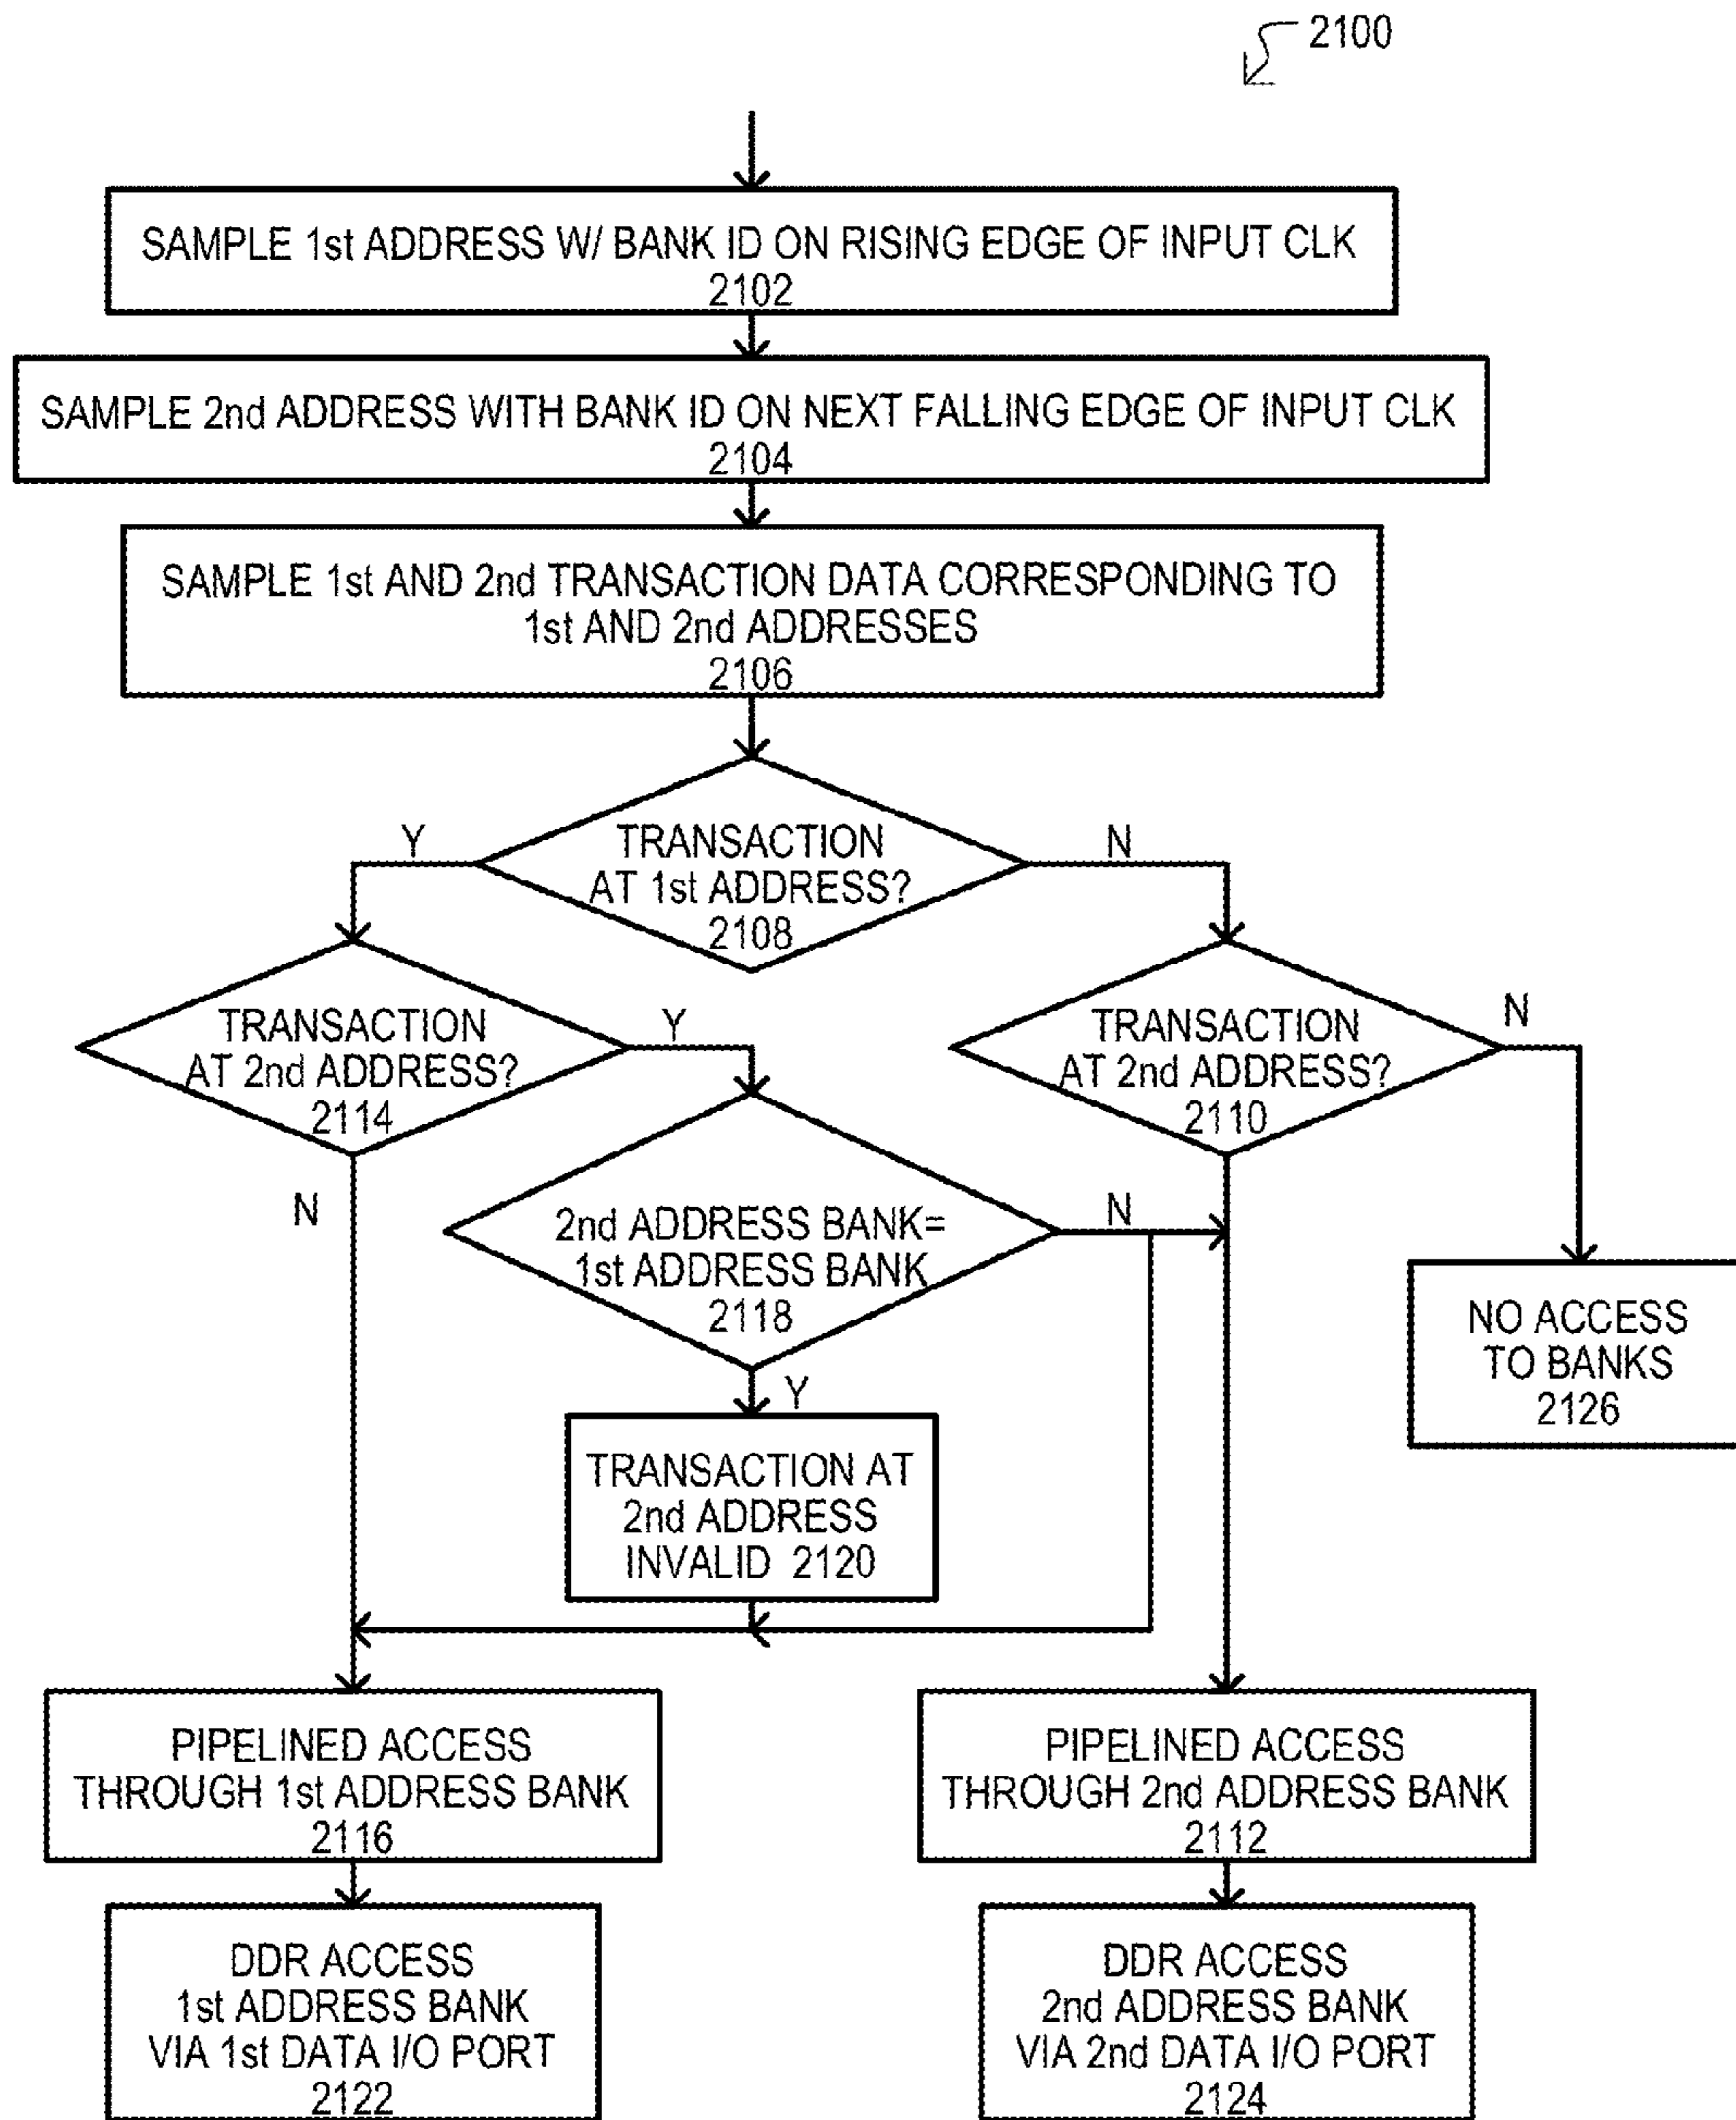 2100
SAMPLE 1st ADDRESS W/ BANK ID ON RISING EDGE OF INPUT CLK
2102
SAMPLE 2nd ADDRESS WITH BANK ID ON NEXT FALLING EDGE OF INPUT CLK
2104
SAMPLE 1st AND 2nd TRANSACTION DATA CORRESPONDING TO
1st AND 2nd ADDRESSES
2106
Y
TRANSACTION
AT 1st ADDRESS?
2108
N
TRANSACTION
AT 2nd ADDRESS?
2114
Y
N
TRANSACTION
AT 2nd ADDRESS?
2110
N
2nd ADDRESS BANK=
1st ADDRESS BANK
2118
N
Y
NO ACCESS
TO BANKS
2126
TRANSACTION AT
2nd ADDRESS
INVALID 2120
PIPELINED ACCESS
THROUGH 1st ADDRESS BANK
2116
PIPELINED ACCESS
THROUGH 2nd ADDRESS BANK
2112
DDR ACCESS
1st ADDRESS BANK
VIA 1st DATA I/O PORT
2122
DDR ACCESS
2nd ADDRESS BANK
VIA 2nd DATA I/O PORT
2124